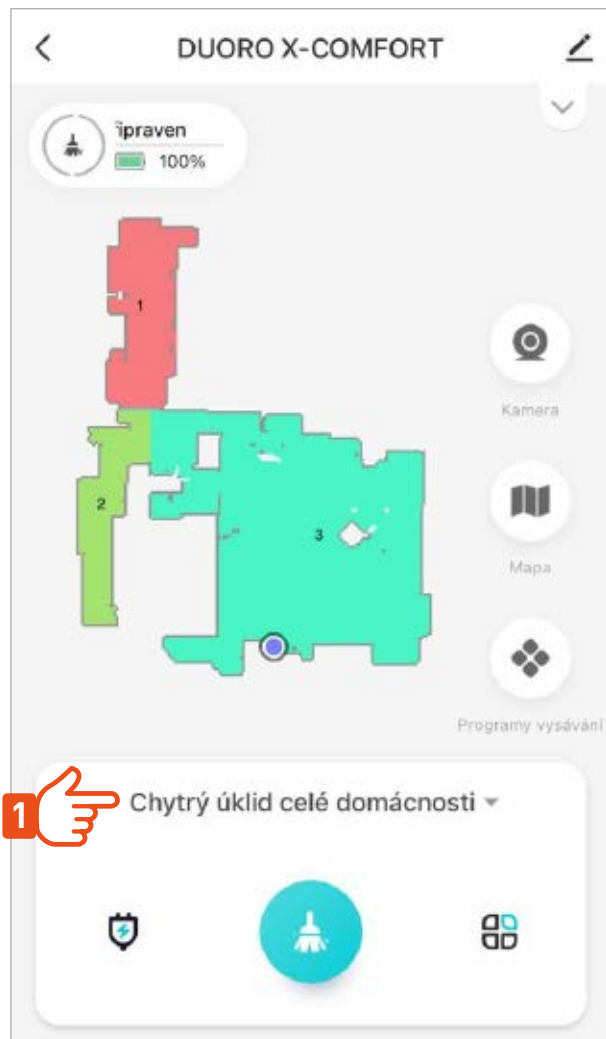 DUORO X-COMFORT
ipraven
100%
1
2
3
Kamera
Mapa
Programy vysávání
1
Chytrý úklid celé domácnosti